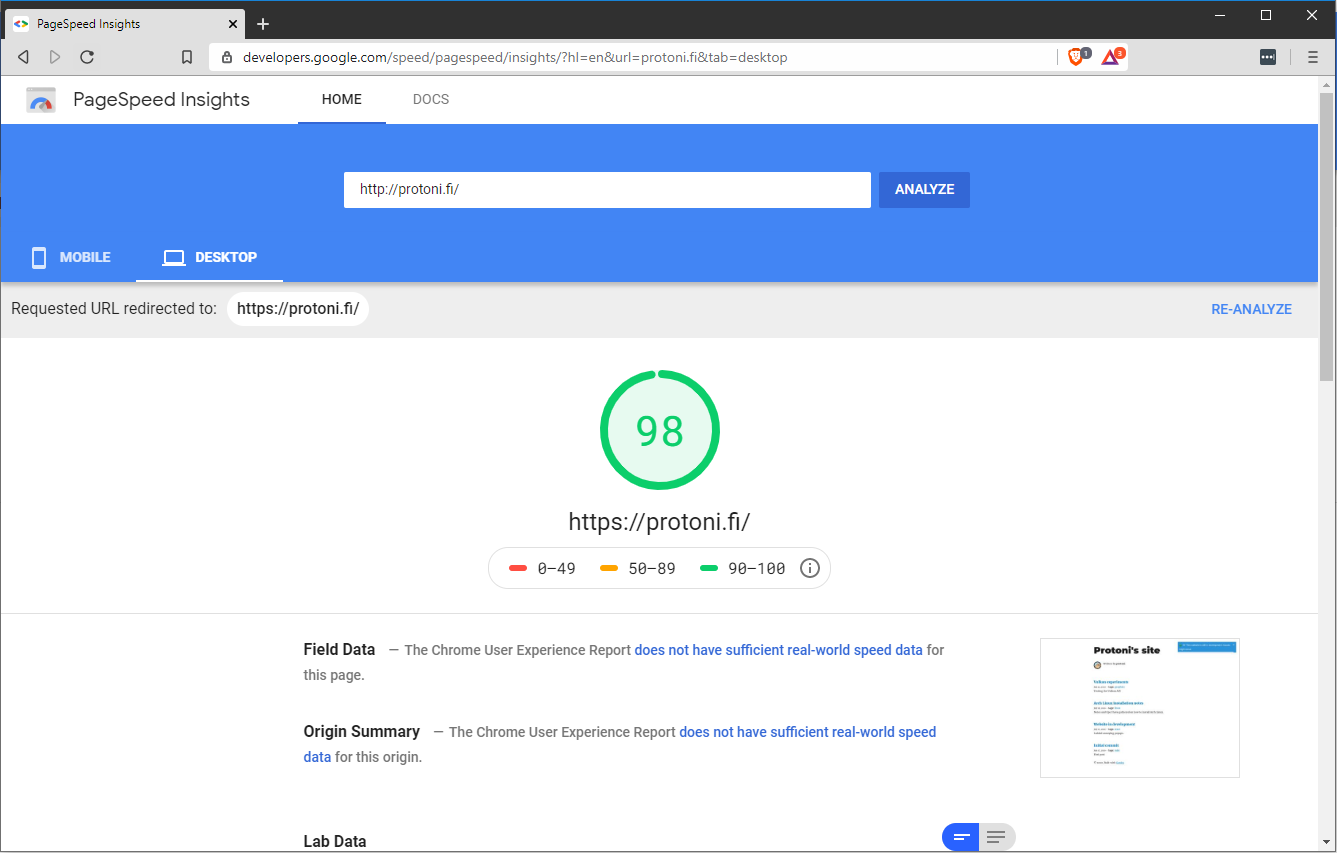 PageSpeed Insights
developers.google.com/speed/pagespeed/insights/?hl=en&url=protoni.fi&tab=desktop
1
3
PageSpeed Insights
HOME
DOCS
http://protoni.fi/
ANALYZE
MOBILE
DESKTOP
Requested URL redirected to: https://protoni.fi/
RE-ANALYZE
98
https://protoni.fi/
0–49 50–89 90–100
Field Data — The Chrome User Experience Report does not have sufficient real-world speed data for
this page.
Origin Summary — The Chrome User Experience Report does not have sufficient real-world speed
data for this origin.
Protoni's site
Lab Data